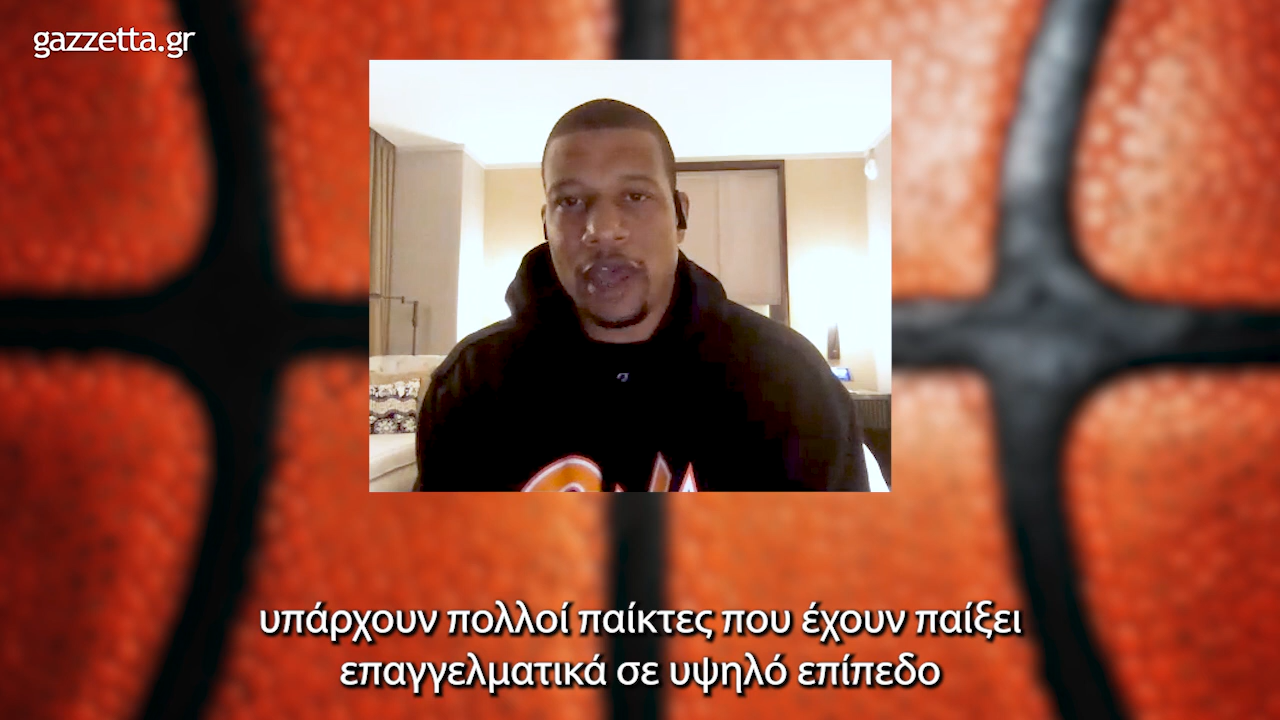 gazzetta.gr
υπάρχουν πολλοί παίκτες που έχουν παίξει
επαγγελματικά σε υψηλό επίπεδο